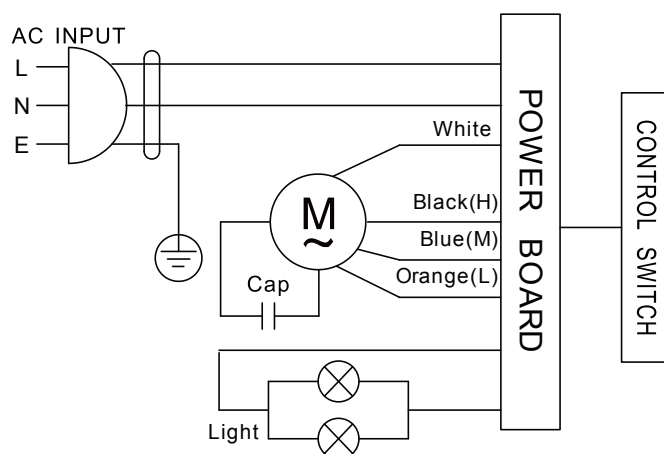 AC INPUT
L
N
E
White
Black(H)
Blue(M)
Orange(L)
M
~
Cap
Light
POWER BOARD
CONTROL SWITCH